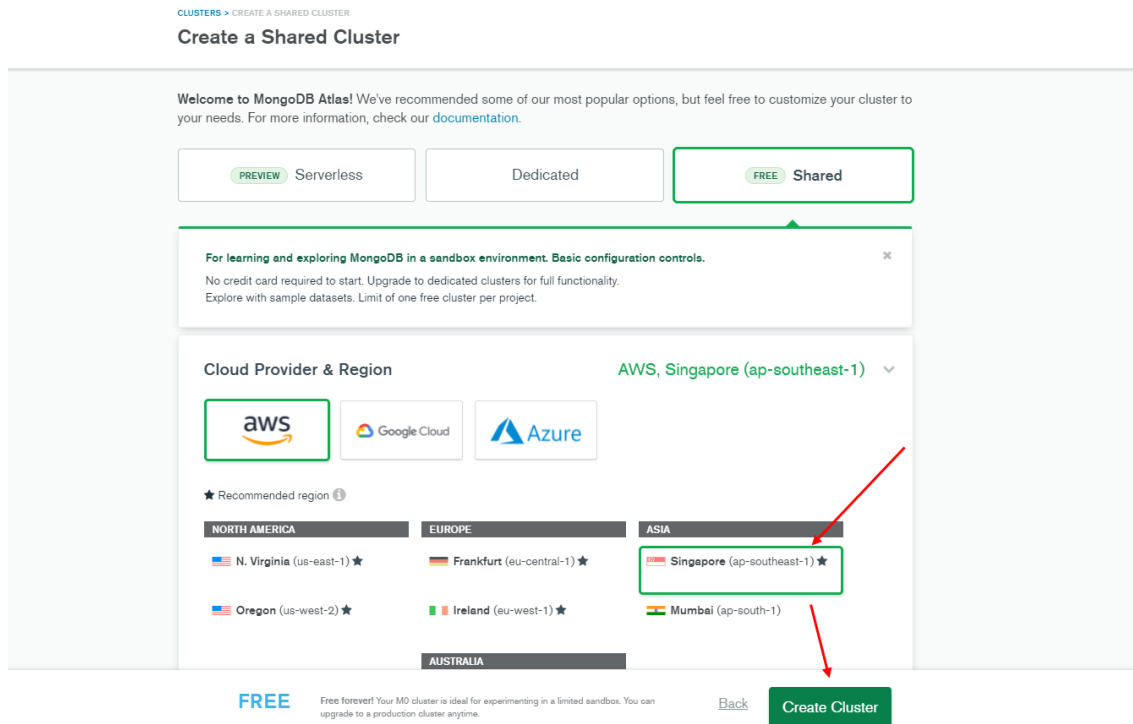 CLUSTERS > CREATE A SHARED CLUSTER
Create a Shared Cluster
Welcome to MongoDB Atlas! We've recommended some of our most popular options, but feel free to customize your cluster to
your needs. For more information, check our documentation.
PREVIEW Serverless
Dedicated
FREE Shared
For learning and exploring MongoDB in a sandbox environment. Basic configuration controls.
No credit card required to start. Upgrade to dedicated clusters for full functionality.
Explore with sample datasets. Limit of one free cluster per project.
Cloud Provider & Region
AWS, Singapore (ap-southeast-1)
aws
Google Cloud
Azure
★ Recommended region
NORTH AMERICA
EUROPE
ASIA
N. Virginia (us-east-1) ★
Frankfurt (eu-central-1) ★
Singapore (ap-southeast-1) ★
Oregon (us-west-2) ★
Ireland (eu-west-1) ★
Mumbai (ap-south-1)
AUSTRALIA
FREE
Free forever! Your M0 cluster is ideal for experimenting in a limited sandbox. You can
upgrade to a production cluster anytime.
Back
Create Cluster